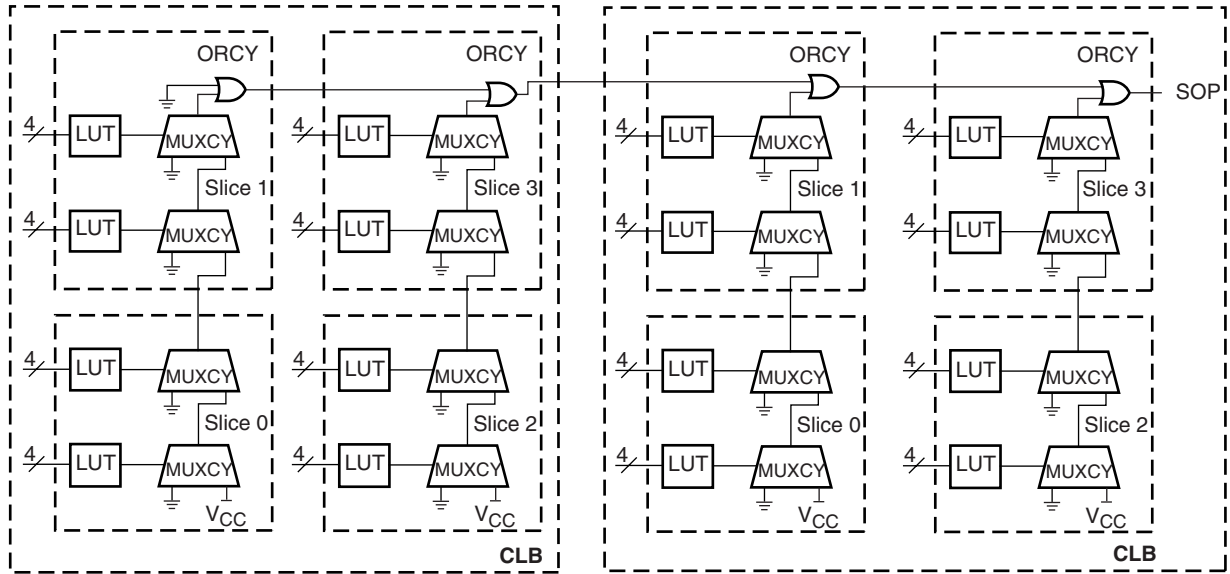 ORCY ORCY ORCY ORCY
SOP
4 LUT MUXCY 4 LUT MUXCY 4 LUT MUXCY 4 LUT MUXCY
Slice 1 Slice 3 Slice 1 Slice 3
4 LUT MUXCY 4 LUT MUXCY 4 LUT MUXCY 4 LUT MUXCY
4 LUT MUXCY 4 LUT MUXCY 4 LUT MUXCY 4 LUT MUXCY
Slice 0 Slice 2 Slice 0 Slice 2
4 LUT MUXCY 4 LUT MUXCY 4 LUT MUXCY 4 LUT MUXCY
VCC VCC VCC VCC
CLB CLB